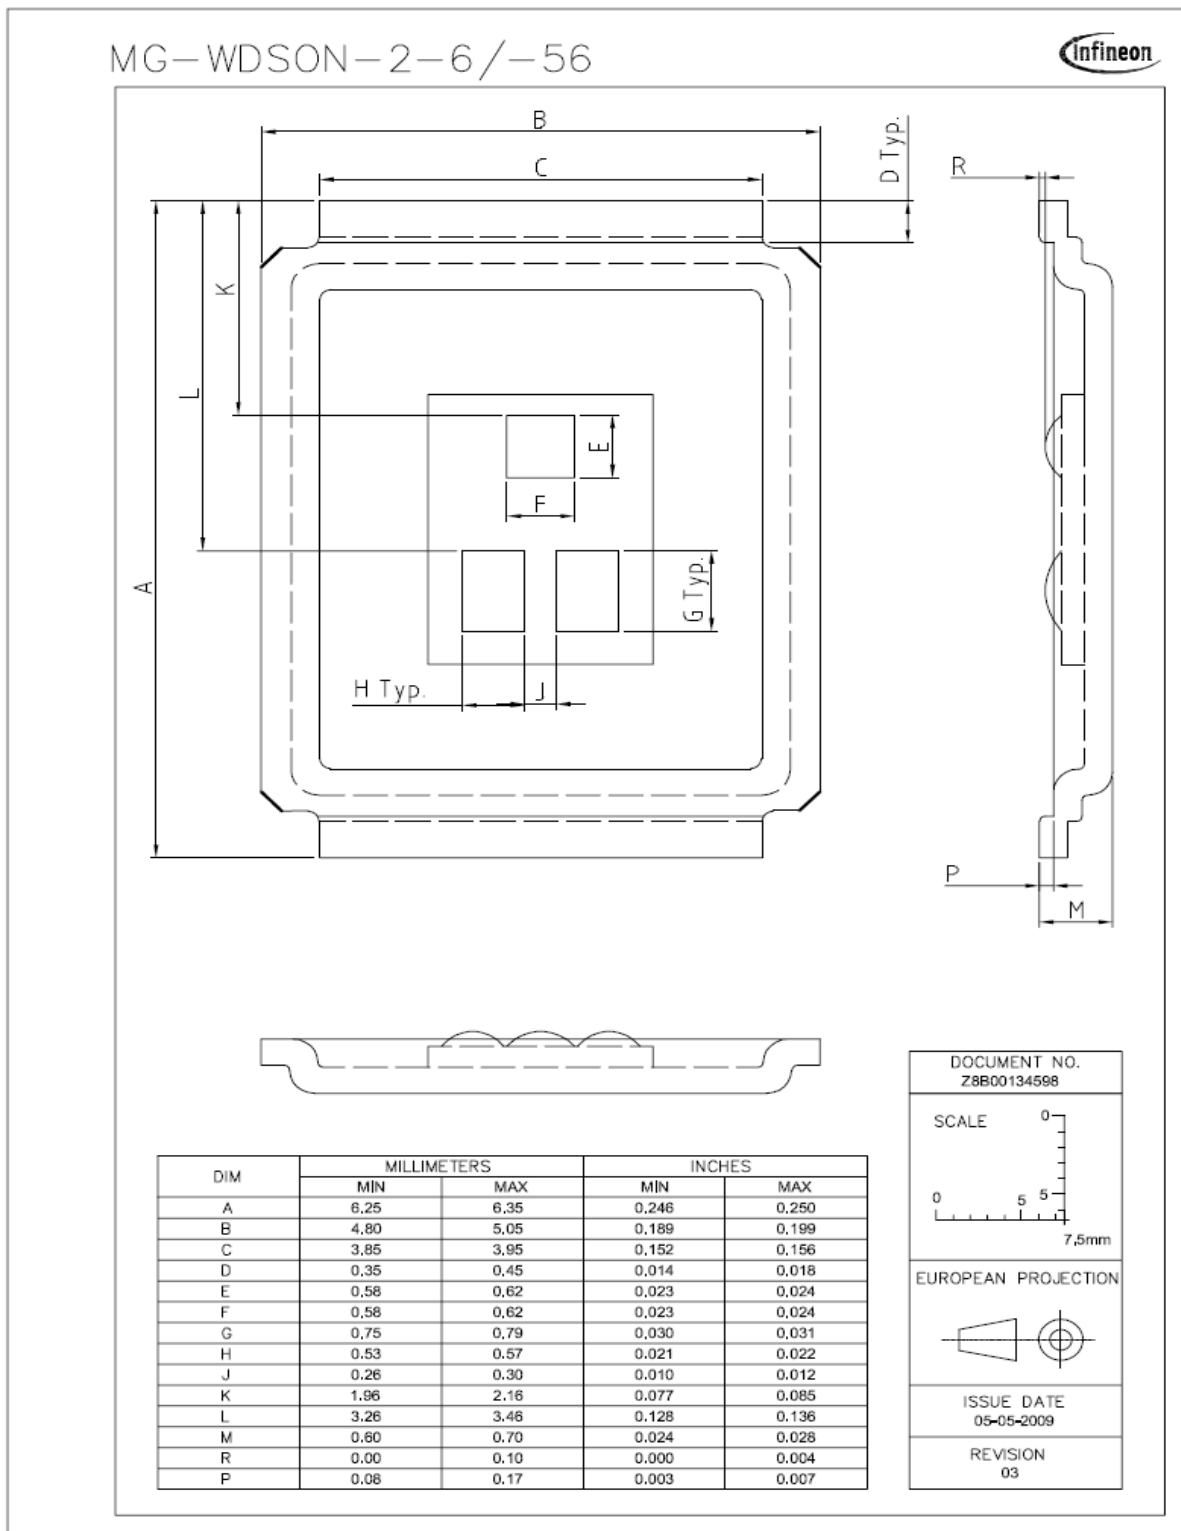 MG-WDSON-2-6/-56
infineon
B
C
D Typ.
R
K
L
A
E
F
G Typ.
H Typ.
J
P
M
DOCUMENT NO.
Z8B00134598
SCALE
0
0
5
5
7,5mm
EUROPEAN PROJECTION
ISSUE DATE
05-05-2009
REVISION
03
DIM MILLIMETERS INCHES
MIN MAX MIN MAX
A 6,25 6,35 0,246 0,250
B 4,80 5,05 0,189 0,199
C 3,85 3,95 0,152 0,156
D 0,35 0,45 0,014 0,018
E 0,58 0,62 0,023 0,024
F 0,58 0,62 0,023 0,024
G 0,75 0,79 0,030 0,031
H 0.53 0.57 0.021 0.022
J 0.26 0.30 0.010 0.012
K 1.96 2.16 0.077 0.085
L 3.26 3.46 0.128 0.136
M 0.60 0.70 0.024 0.028
R 0.00 0.10 0.000 0.004
P 0.08 0.17 0.003 0.007